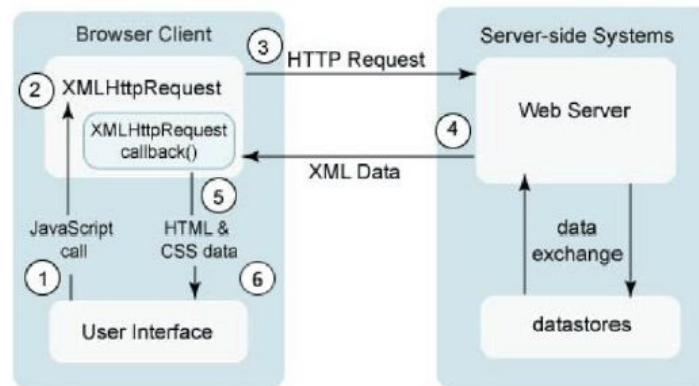 Browser Client
Server-side Systems
3
HTTP Request
2
XMLHttpRequest
Web Server
XMLHttpRequest
callback()
4
XML Data
5
JavaScript
call
HTML &
CSS data
data
exchange
1
6
User Interface
datastores